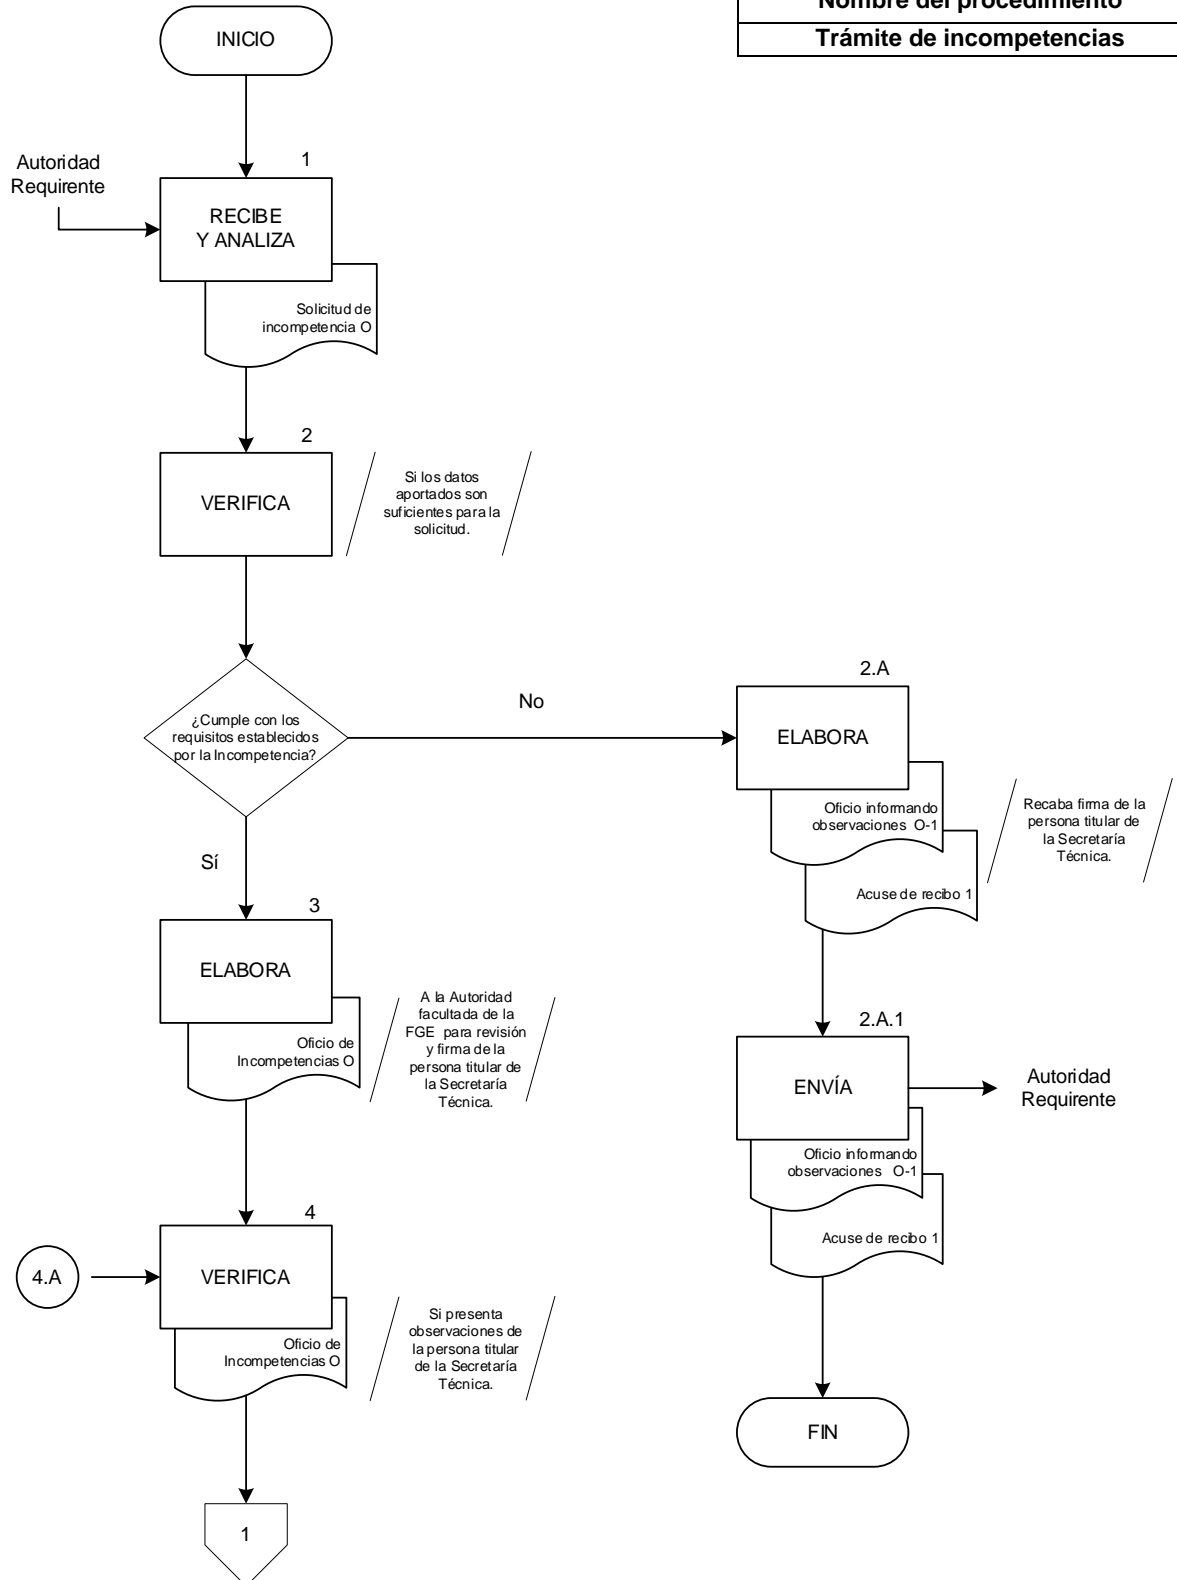 Nombre del procedimiento
Trámite de incompetencias
INICIO
Autoridad
Requirente
1
RECIBE
Y ANALIZA
Solicitud de
incompetencia O
2
VERIFICA
Si los datos
aportados son
suficientes para la
solicitud.
¿Cumple con los
requisitos establecidos
por la Incompetencia?
No
Sí
2.A
ELABORA
Oficio informando
observaciones O-1
Acuse de recibo 1
Recaba firma de la
persona titular de
la Secretaría
Técnica.
3
ELABORA
Oficio de
Incompetencias O
A la Autoridad
facultada de la
FGE para revisión
y firma de la
persona titular de
la Secretaría
Técnica.
2.A.1
ENVÍA
Autoridad
Requirente
Oficio informando
observaciones O-1
Acuse de recibo 1
4
4.A
VERIFICA
Oficio de
Incompetencias O
Si presenta
observaciones de
la persona titular
de la Secretaría
Técnica.
FIN
1